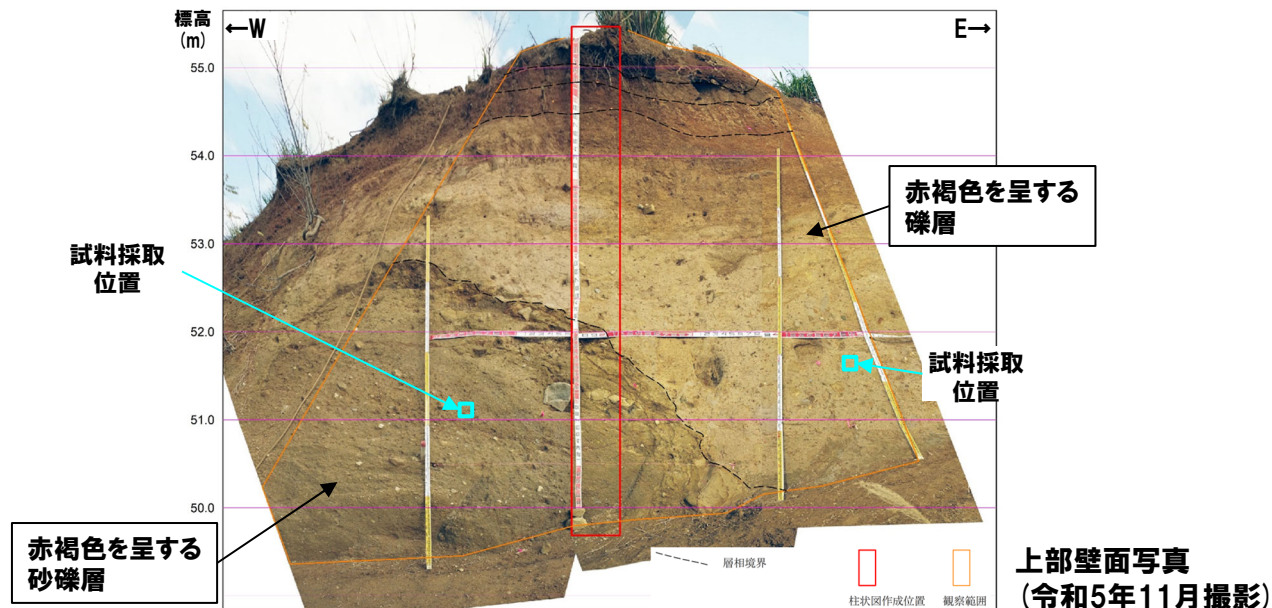 標高
(m)
←W
E→
55.0
54.0
53.0
52.0
51.0
50.0
赤褐色を呈する
礫層
試料採取
位置
試料採取
位置
赤褐色を呈する
砂礫層
層相境界
柱状図作成位置
観察範囲
上部壁面写真
(令和5年11月撮影)